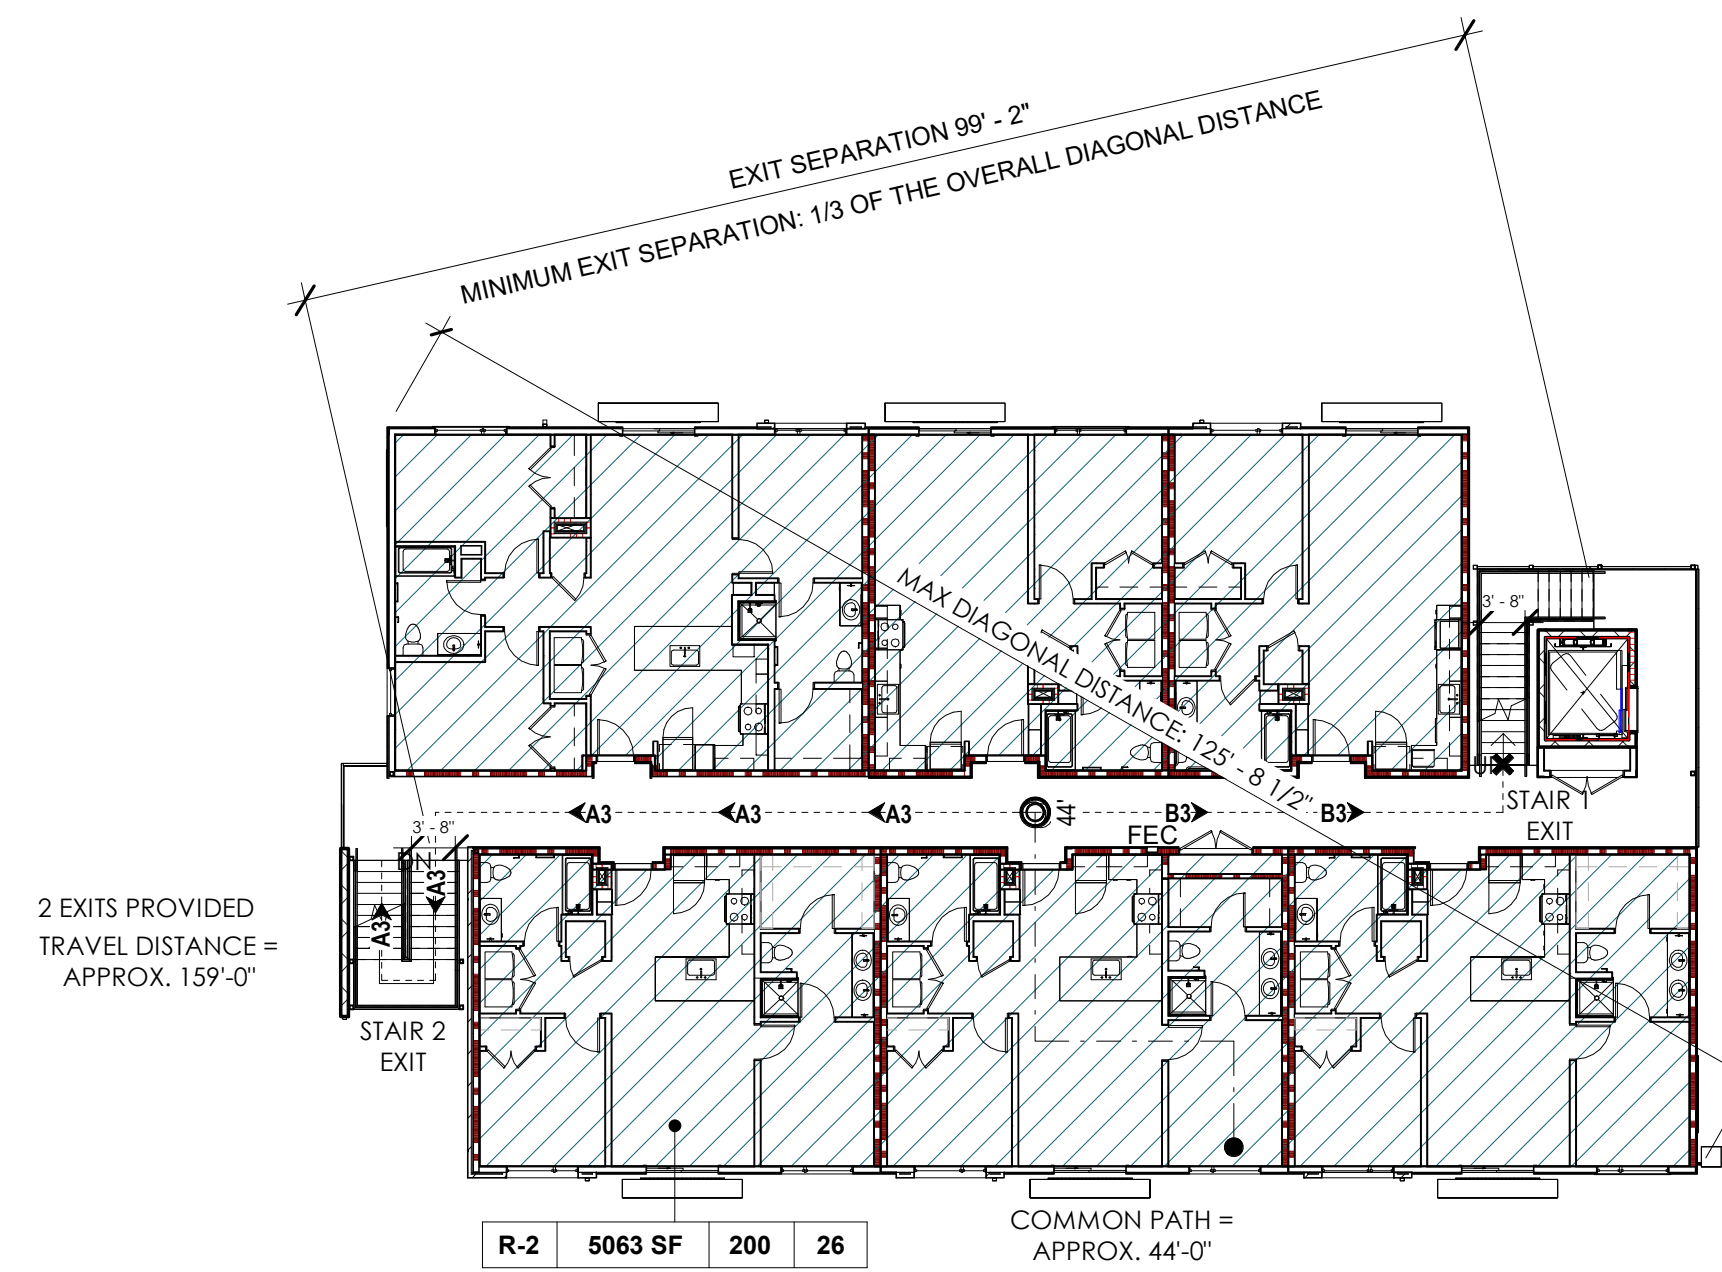 EXIT SEPARATION 99' - 2"
MINIMUM EXIT SEPARATION: 1/3 OF THE OVERALL DIAGONAL DISTANCE
MAX DIAGONAL DISTANCE: 125' - 8 1/2"
3' - 8"
A3 A3 A3 44' B3 B3
STAIR 1
EXIT
FEC
3' - 8"
A3
A3
2 EXITS PROVIDED
TRAVEL DISTANCE =
APPROX. 159'-0"
STAIR 2
EXIT
COMMON PATH =
APPROX. 44'-0"
R-2 5063 SF 200 26